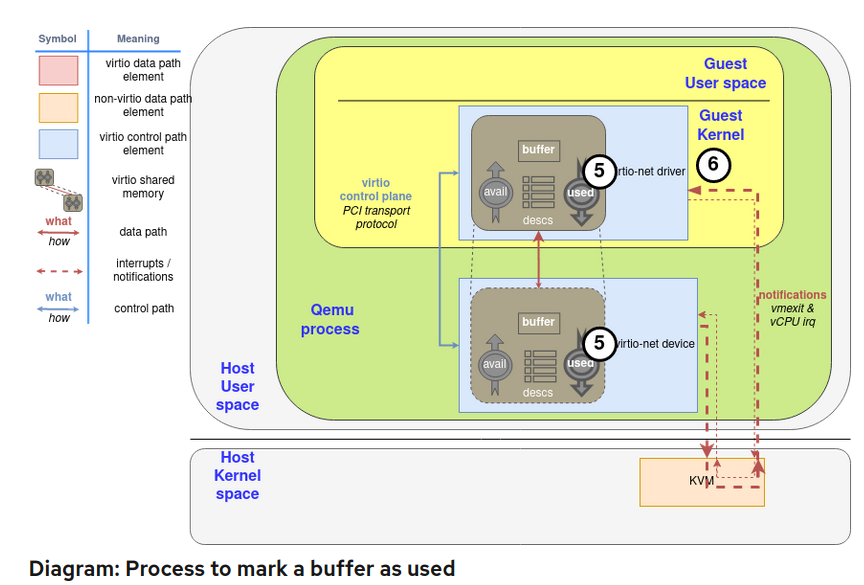 Symbol
Meaning
virtio data path
element
non-virtio data path
element
virtio control path
element
virtio shared
memory
what
how
data path
interrupts /
notifications
what
how
control path
Guest
User space
Guest
Kernel
6
buffer
5
rtio-net driver
avail
used
descs
virtio
control plane
PCI transport
protocol
Qemu
process
notifications
vmexit &
vCPU irq
buffer
5
virtio-net device
avail
used
descs
Host
User
space
Host
Kernel
space
KVM
Diagram: Process to mark a buffer as used